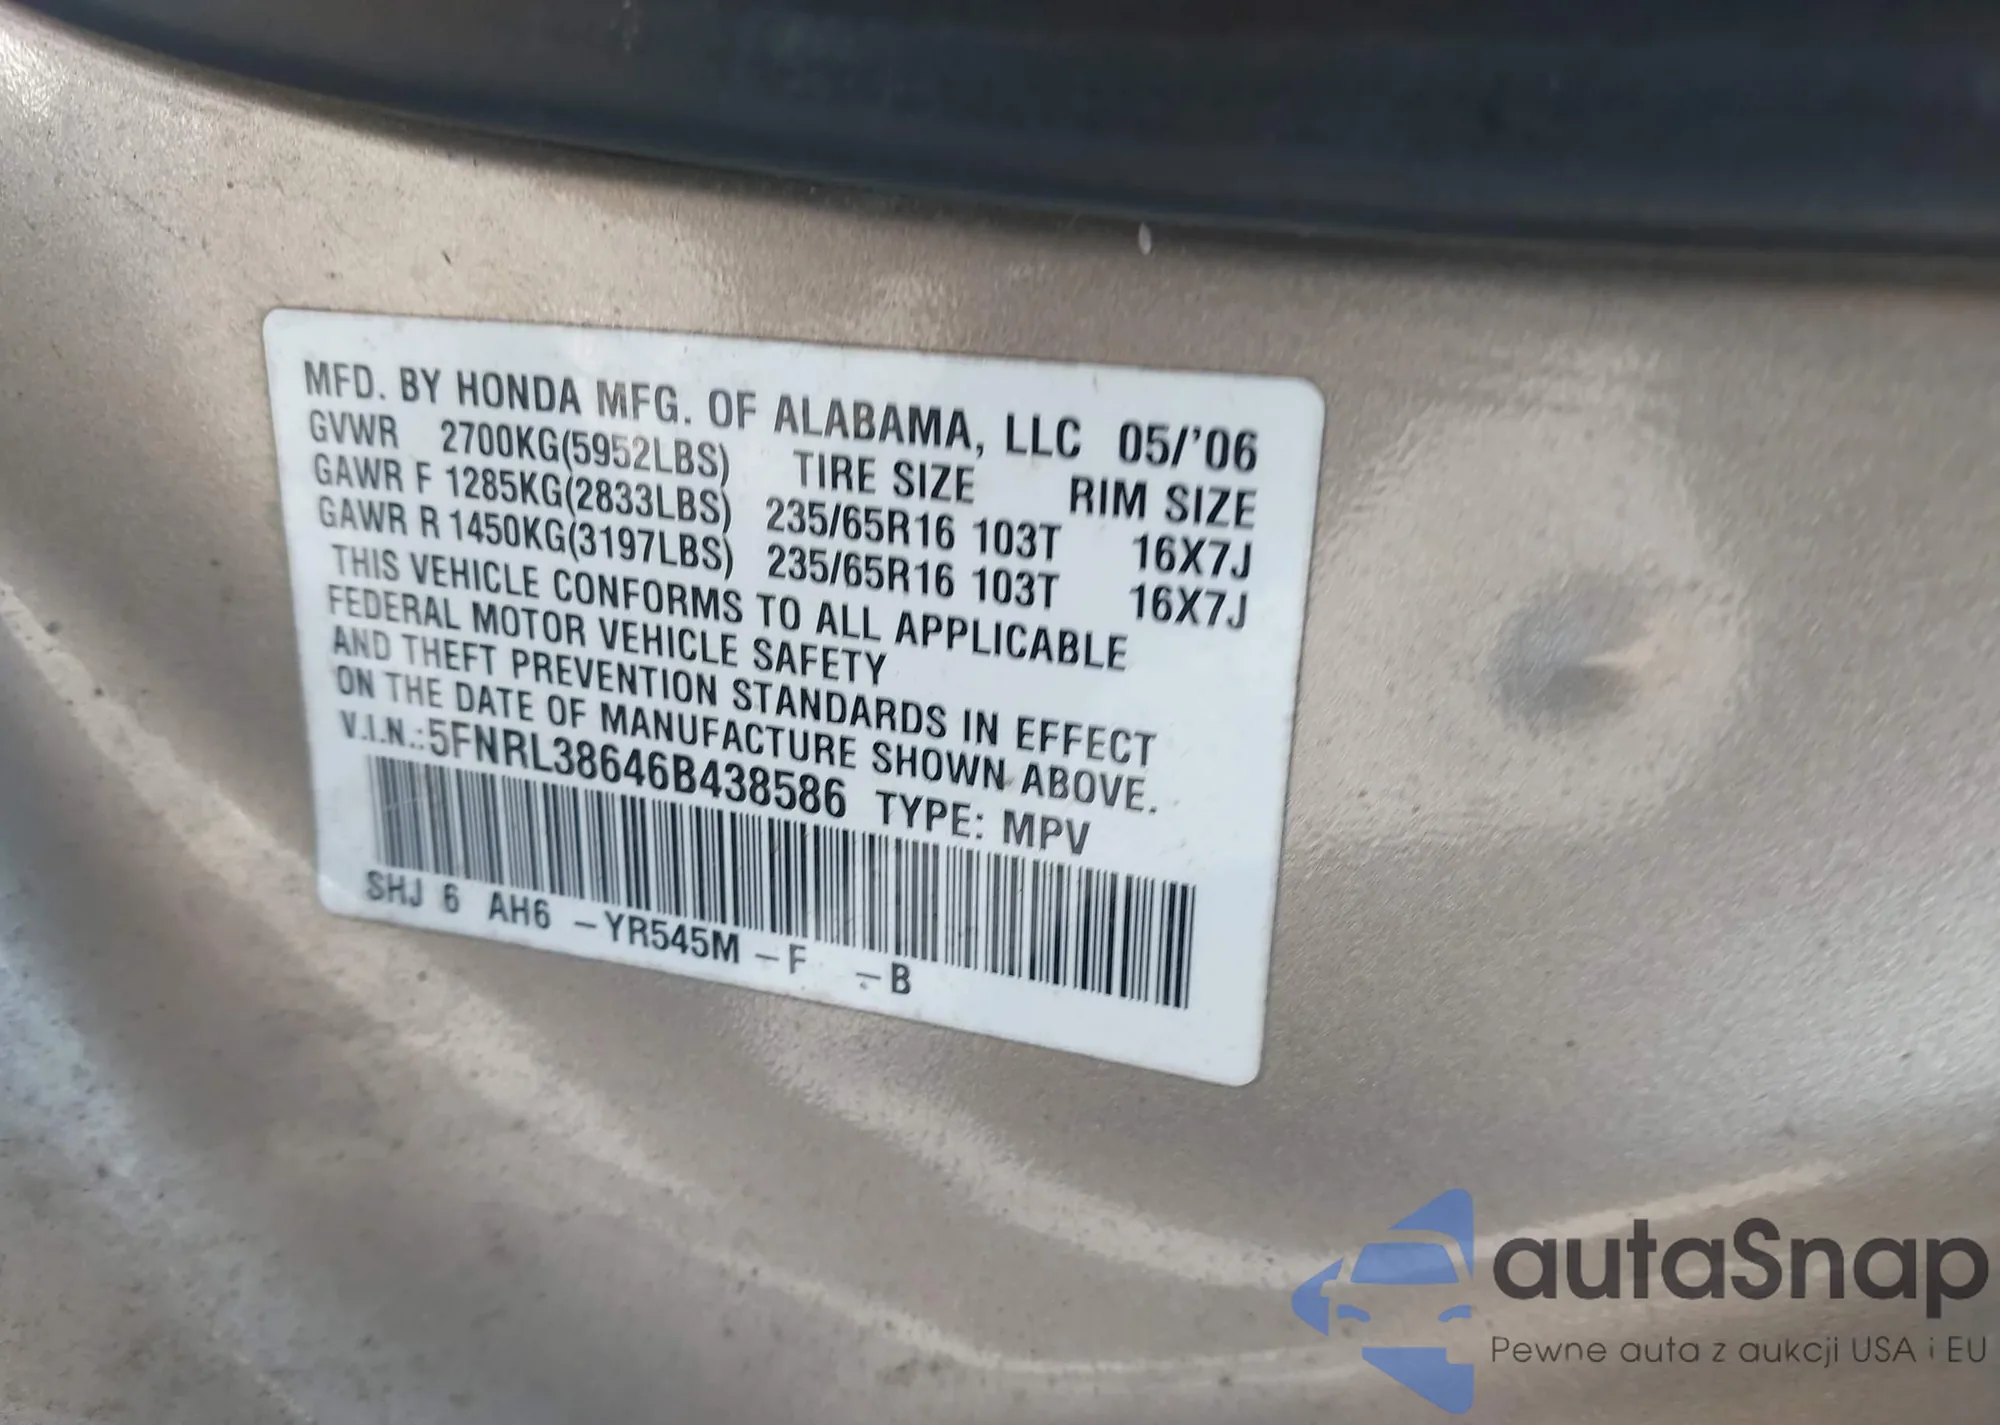 MFD. BY HONDA MFG. OF ALABAMA, LLC 05/'06
GVWR 2700KG(5952LBS) TIRE SIZE RIM SIZE
GAWR F 1285KG(2833LBS) 235/65R16 103T 16X7J
GAWR R 1450KG(3197LBS) 235/65R16 103T 16X7J
THIS VEHICLE CONFORMS TO ALL APPLICABLE
FEDERAL MOTOR VEHICLE SAFETY
AND THEFT PREVENTION STANDARDS IN EFFECT
ON THE DATE OF MANUFACTURE SHOWN ABOVE.
V.I.N.:5FNRL38646B438586 TYPE: MPV
SHJ 6 AH6 -YR545M -F -B
autaSnap
Pewne auta z aukcji USA i EU